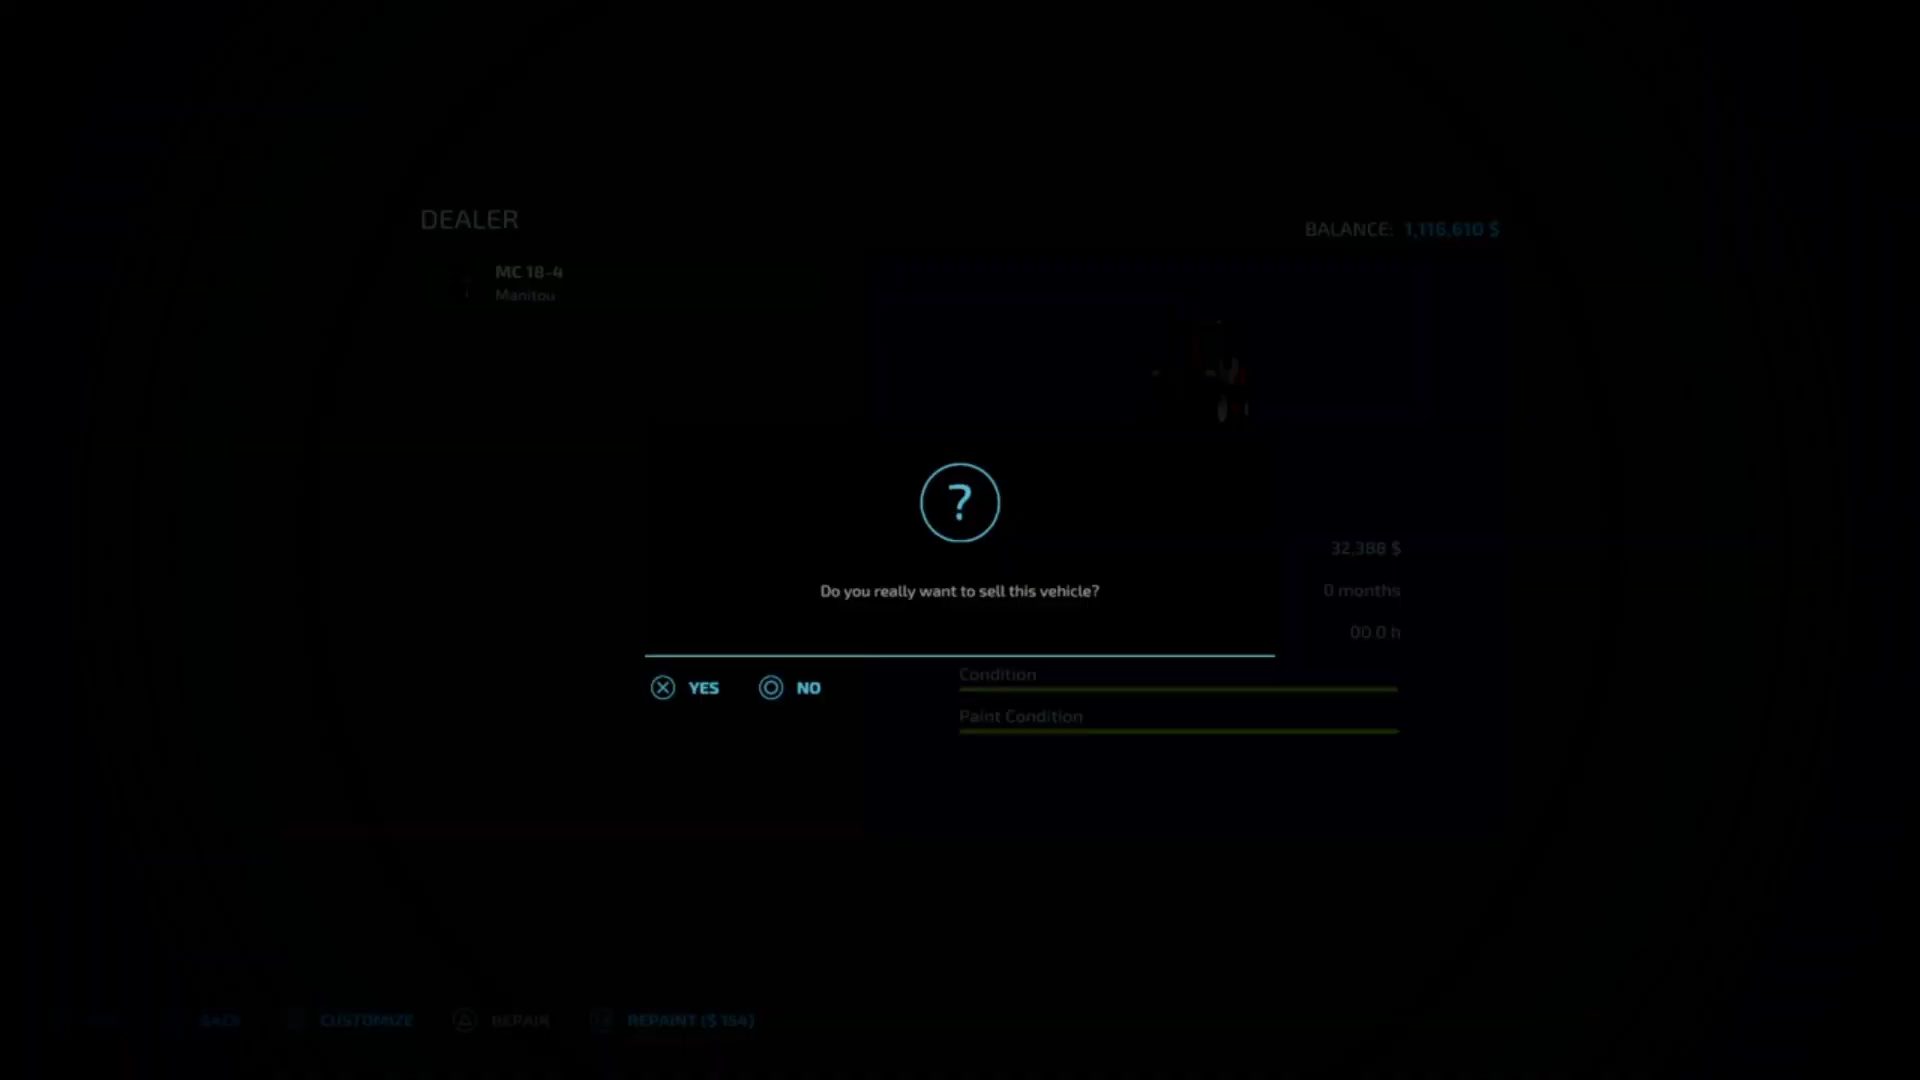 DEALER
BALANCE: 1,116,610 $
MC 18-4
Manitou
?
Do you really want to sell this vehicle?
32,388 $
0 months
00.0 h
YES NO
Condition
Paint Condition
BACK CUSTOMIZE REPAIR REPAINT ($ 154)